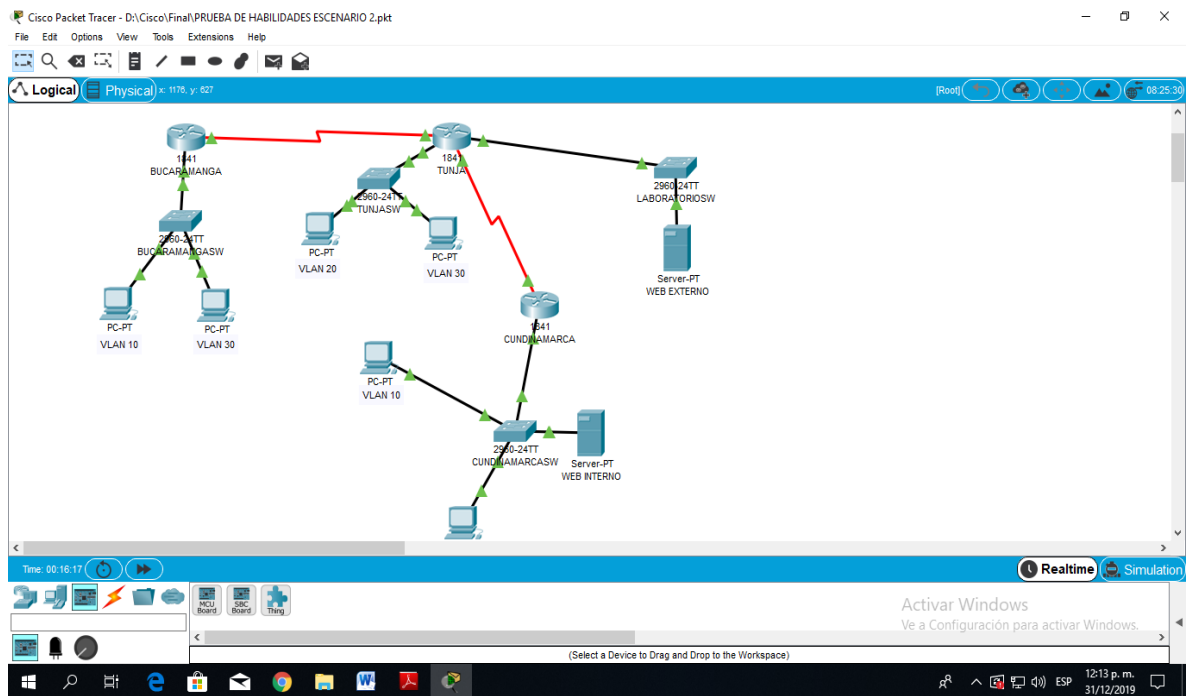 Cisco Packet Tracer - D:\Cisco\Final\PRUEBA DE HABILIDADES ESCENARIO 2.pkt
File Edit Options View Tools Extensions Help
Logical Physical x: 1176, y: 627 [Root] 08:25:30
1841
BUCARAMANGA
1841
TUNJA
2960-24TT
TUNJASW
2960-24TT
LABORATORIOSW
2960-24TT
BUCARAMANGASW
PC-PT
VLAN 20
PC-PT
VLAN 30
Server-PT
WEB EXTERNO
PC-PT
VLAN 10
PC-PT
VLAN 30
1841
CUNDINAMARCA
PC-PT
VLAN 10
2960-24TT
CUNDINAMARCASW
Server-PT
WEB INTERNO
Time: 00:16:17 Realtime Simulation
MCU Board
SBC Board
Thing
Activar Windows
Ve a Configuración para activar Windows.
(Select a Device to Drag and Drop to the Workspace)
ESP
12:13 p. m.
31/12/2019